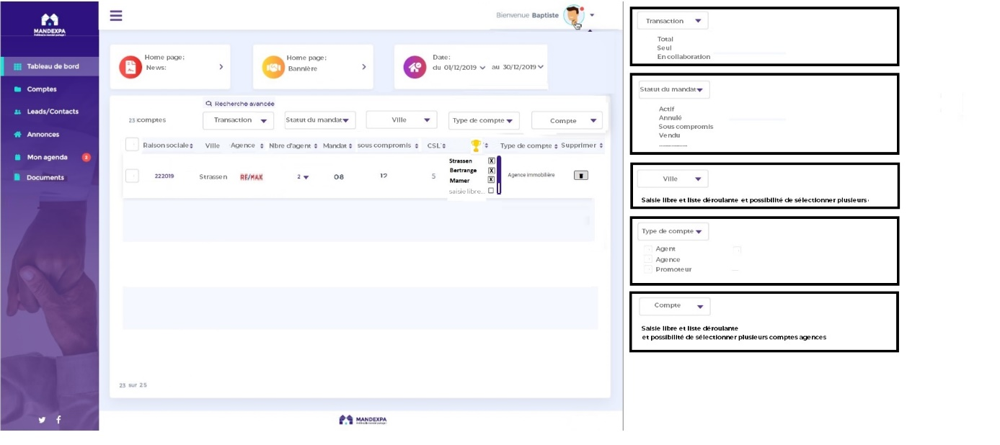 MANDEXPA
Tableau de bord
Comptes
Leads/Contacts
Annonces
Mon agenda 2
Documents
Bienvenue Baptiste
Home page:
News:
Home page:
Bannière
Date:
du 01/12/2019 au 30/12/2019
Recherche avancée
23 comptes
Transaction
Statut du mandat
Ville
Type de compte
Compte
Raison sociale Ville Agence Nbre d'agent Mandat sous compromis CSL Type de compte Supprimer
222019 Strassen RE/MAX 2 08 12 5
Strassen X
Bertrange X
Mamer X
saisie libre...
Agence immobilière
23 sur 25
MANDEXPA
Transaction
Total
Seul
En collaboration
Statut du mandat
Actif
Annulé
Sous compromis
Vendu
..................
Ville
Saisie libre et liste déroulante et possibilité de sélectionner plusieurs
Type de compte
Agent
Agence
Promoteur
Compte
Saisie libre et liste déroulante
et possibilité de sélectionner plusieurs comptes agences